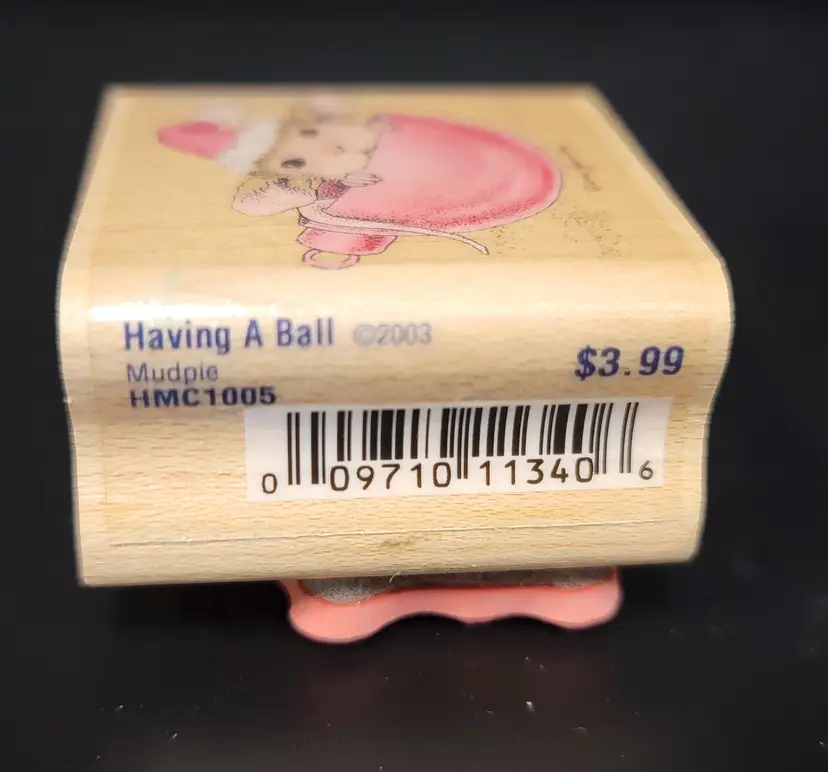 Having A Ball ©2003
$3.99
Mudpie
HMC1005
0 09710 11340 6